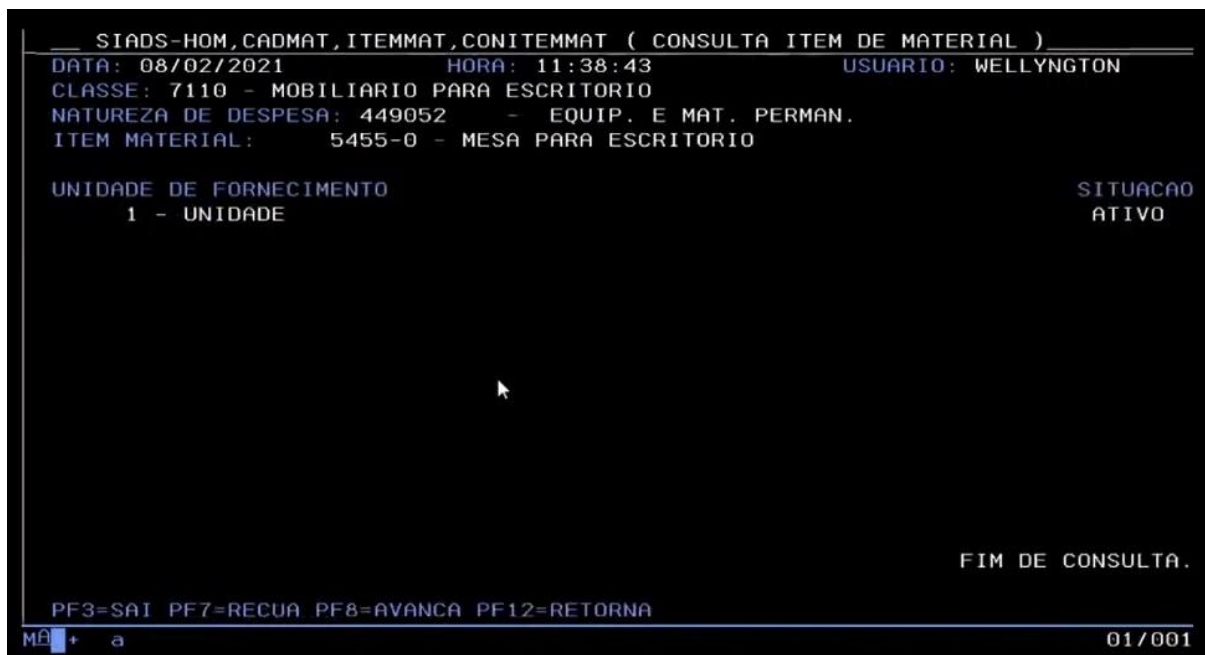 __ SIADS-HOM,CADMAT,ITEMMAT,CONITEMMAT ( CONSULTA ITEM DE MATERIAL )
DATA: 08/02/2021 HORA: 11:38:43 USUARIO: WELLYNGTON
CLASSE: 7110 - MOBILIARIO PARA ESCRITORIO
NATUREZA DE DESPESA: 449052 - EQUIP. E MAT. PERMAN.
ITEM MATERIAL: 5455-0 - MESA PARA ESCRITORIO
UNIDADE DE FORNECIMENTO SITUACAO
1 - UNIDADE ATIVO
FIM DE CONSULTA.
PF3=SAI PF7=RECUA PF8=AVANCA PF12=RETORNA
MA + a 01/001